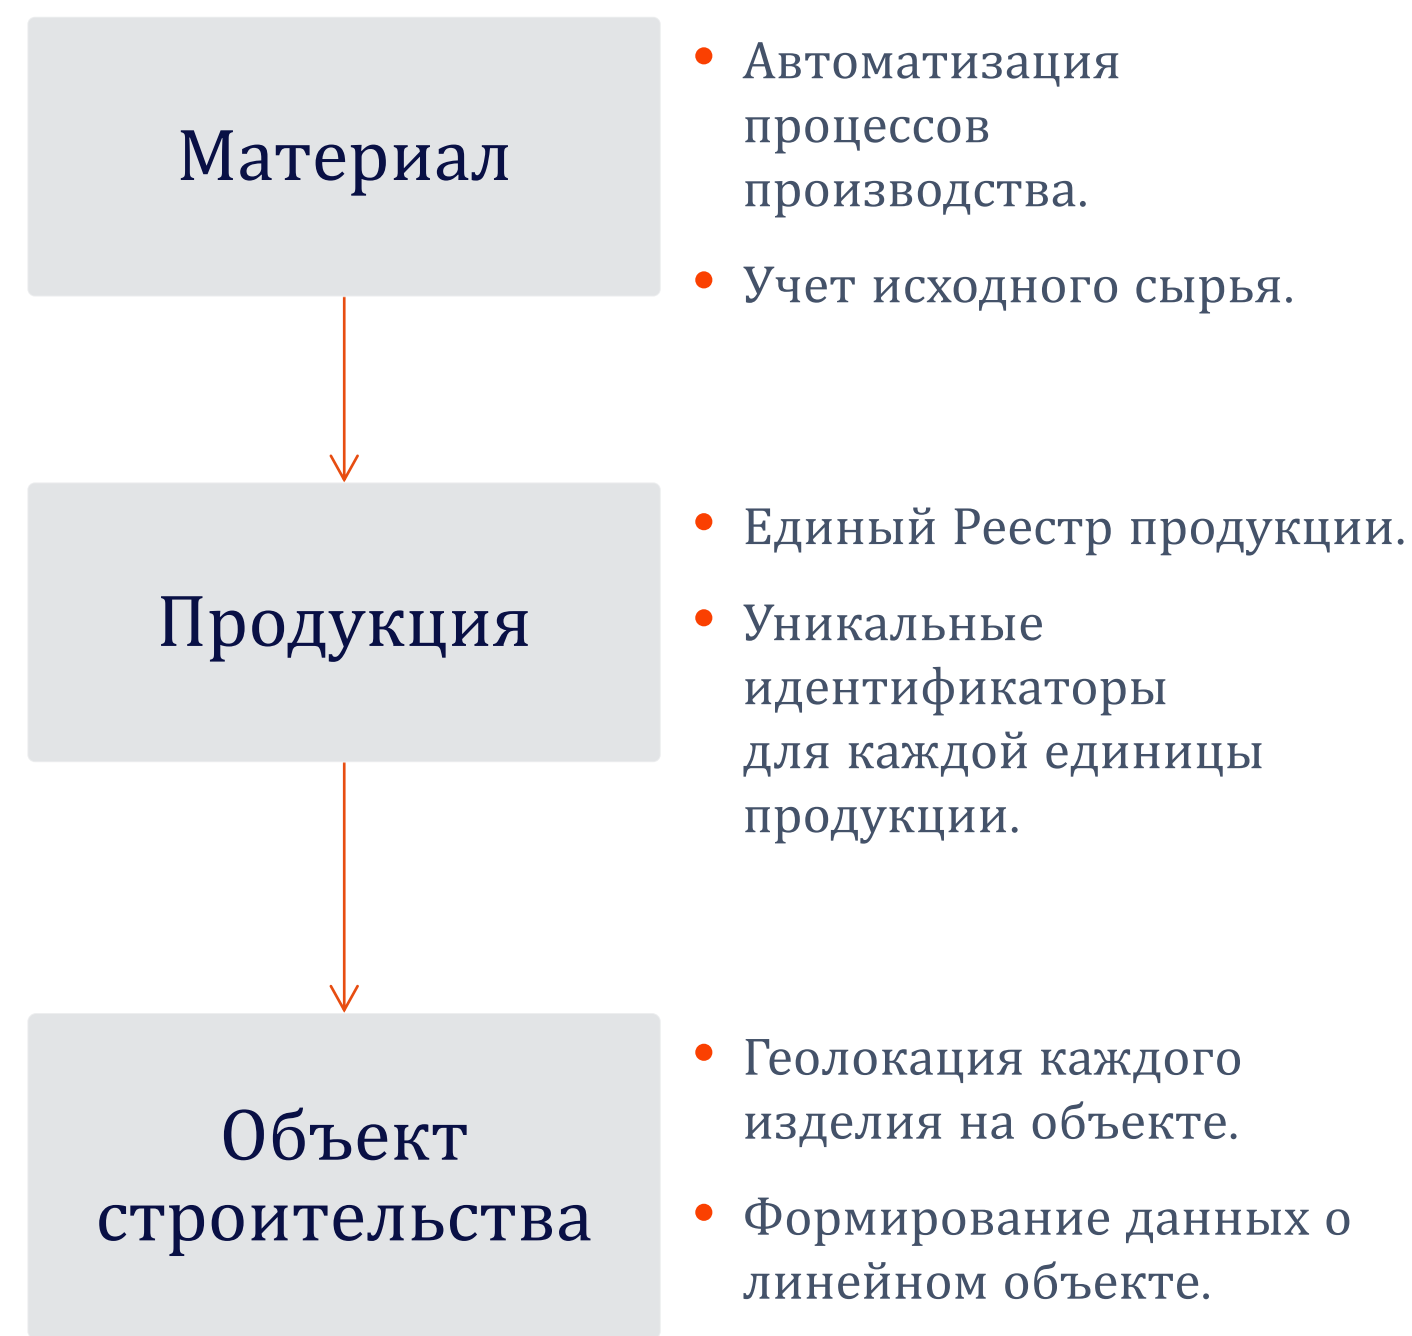 Материал
• Автоматизация
процессов
производства.
• Учет исходного сырья.
Продукция
• Единый Реестр продукции.
• Уникальные
идентификаторы
для каждой единицы
продукции.
Объект
строительства
• Геолокация каждого
изделия на объекте.
• Формирование данных о
линейном объекте.